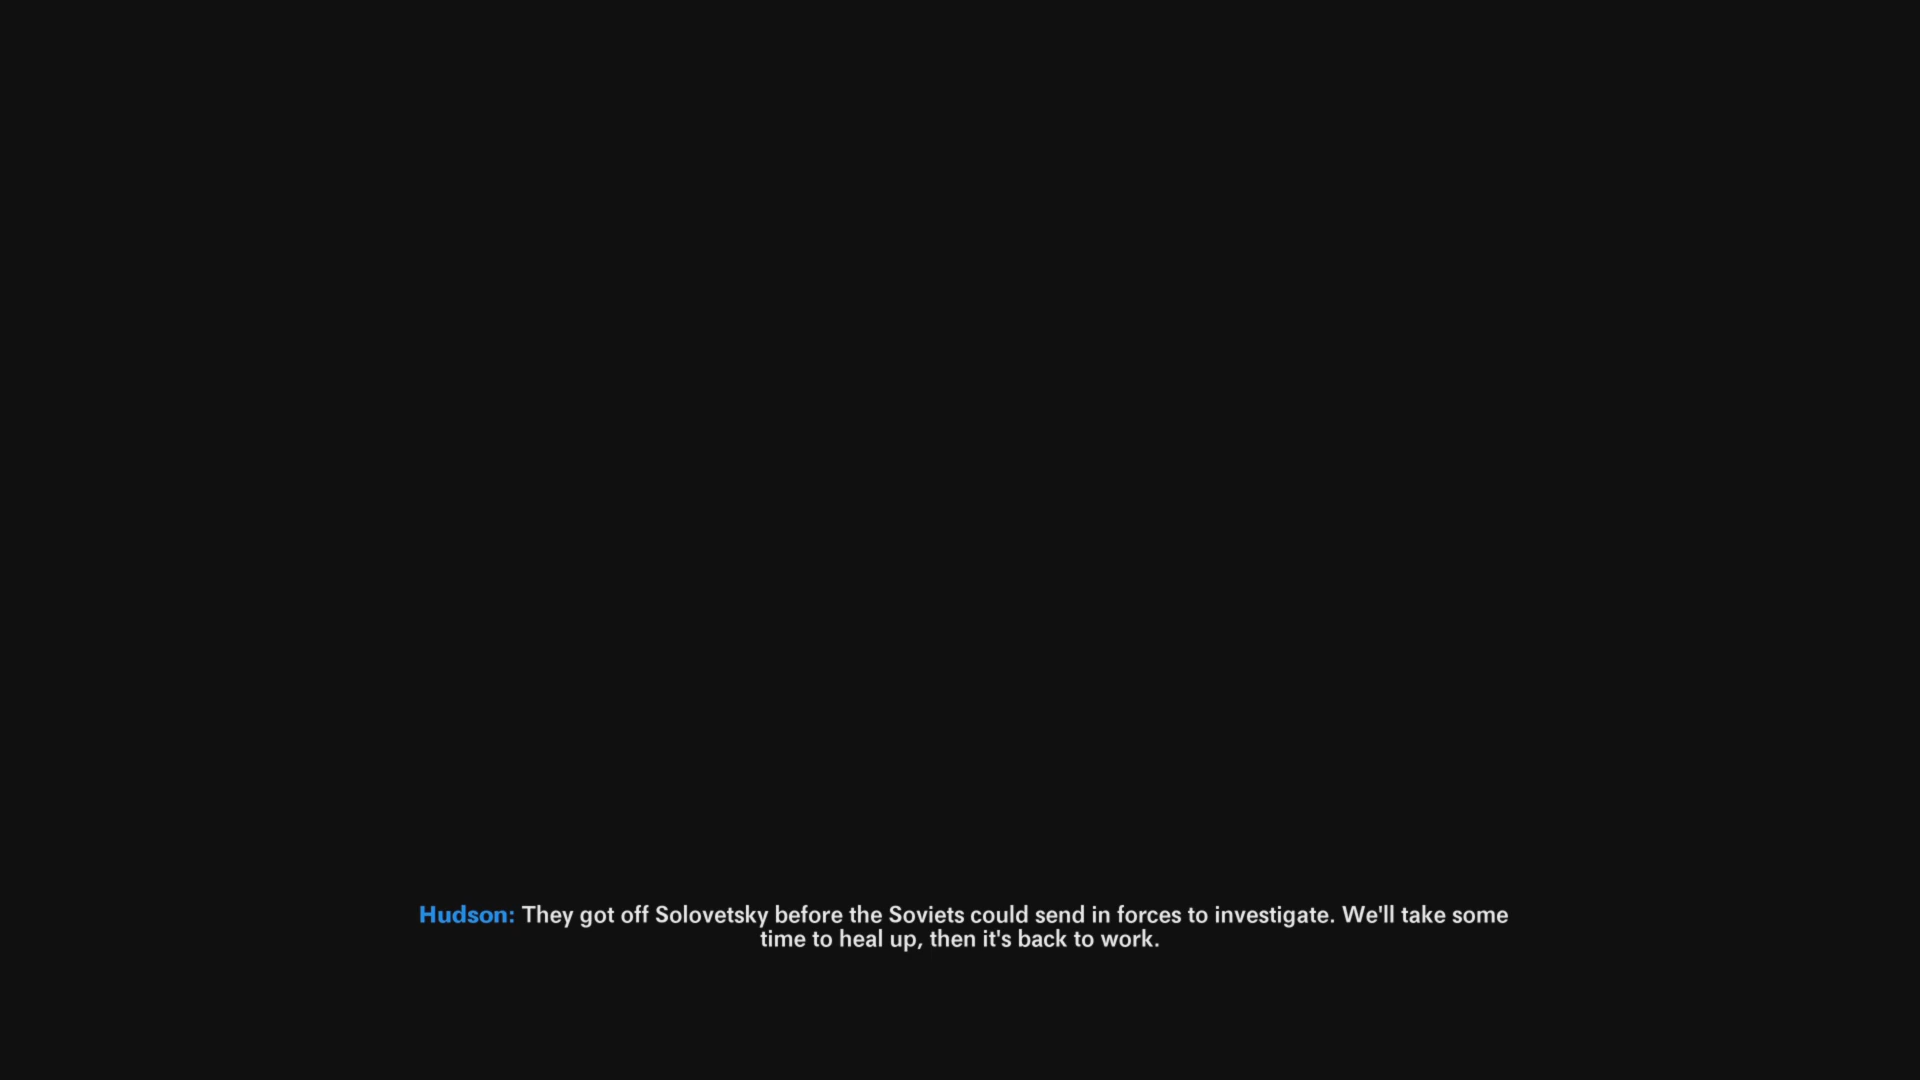 Hudson: They got off Solovetsky before the Soviets could send in forces to investigate. We'll take some
time to heal up, then it's back to work.